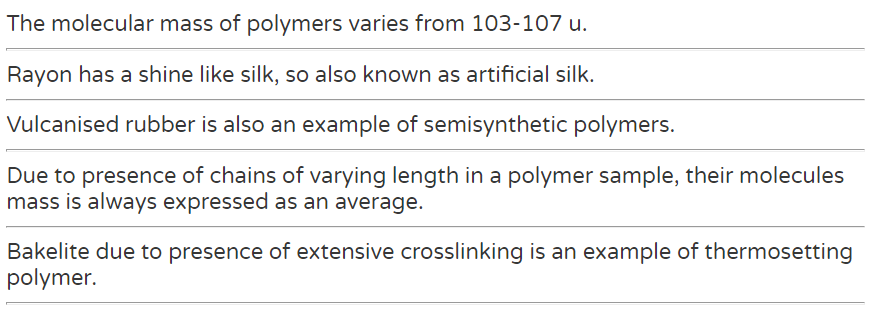 The molecular mass of polymers varies from 103-107 u.
Rayon has a shine like silk, so also known as artificial silk.
Vulcanised rubber is also an example of semisynthetic polymers.
Due to presence of chains of varying length in a polymer sample, their molecules
mass is always expressed as an average.
Bakelite due to presence of extensive crosslinking is an example of thermosetting
polymer.